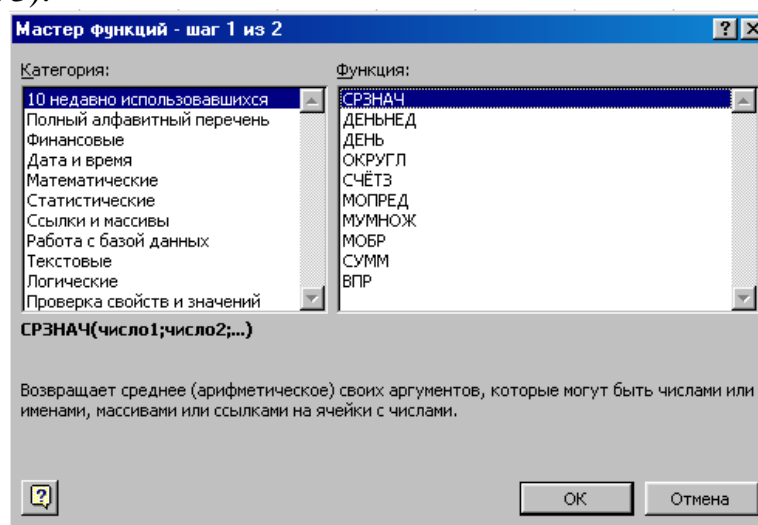 Мастер функций - шаг 1 из 2
Категория:
Функция:
10 недавно использовавшихся
Полный алфавитный перечень
Финансовые
Дата и время
Математические
Статистические
Ссылки и массивы
Работа с базой данных
Текстовые
Логические
Проверка свойств и значений
СРЗНАЧ
ДЕНЬНЕД
ДЕНЬ
ОКРУГЛ
СЧЁТЗ
МОПРЕД
МУМНОЖ
МОБР
СУММ
ВПР
СРЗНАЧ(число1;число2;...)
Возвращает среднее (арифметическое) своих аргументов, которые могут быть числами или
именами, массивами или ссылками на ячейки с числами.
ОК
Отмена